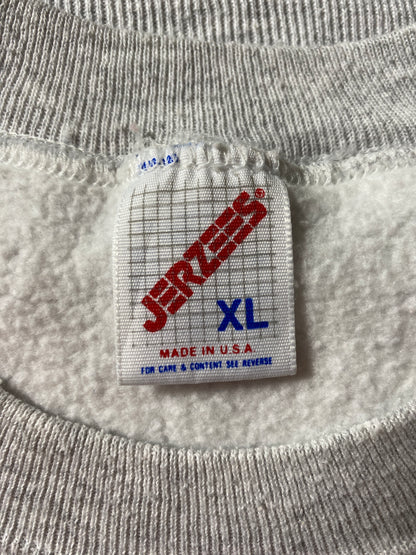 JERZEES®
XL
MADE IN U.S.A
FOR CARE & CONTENT SEE REVERSE